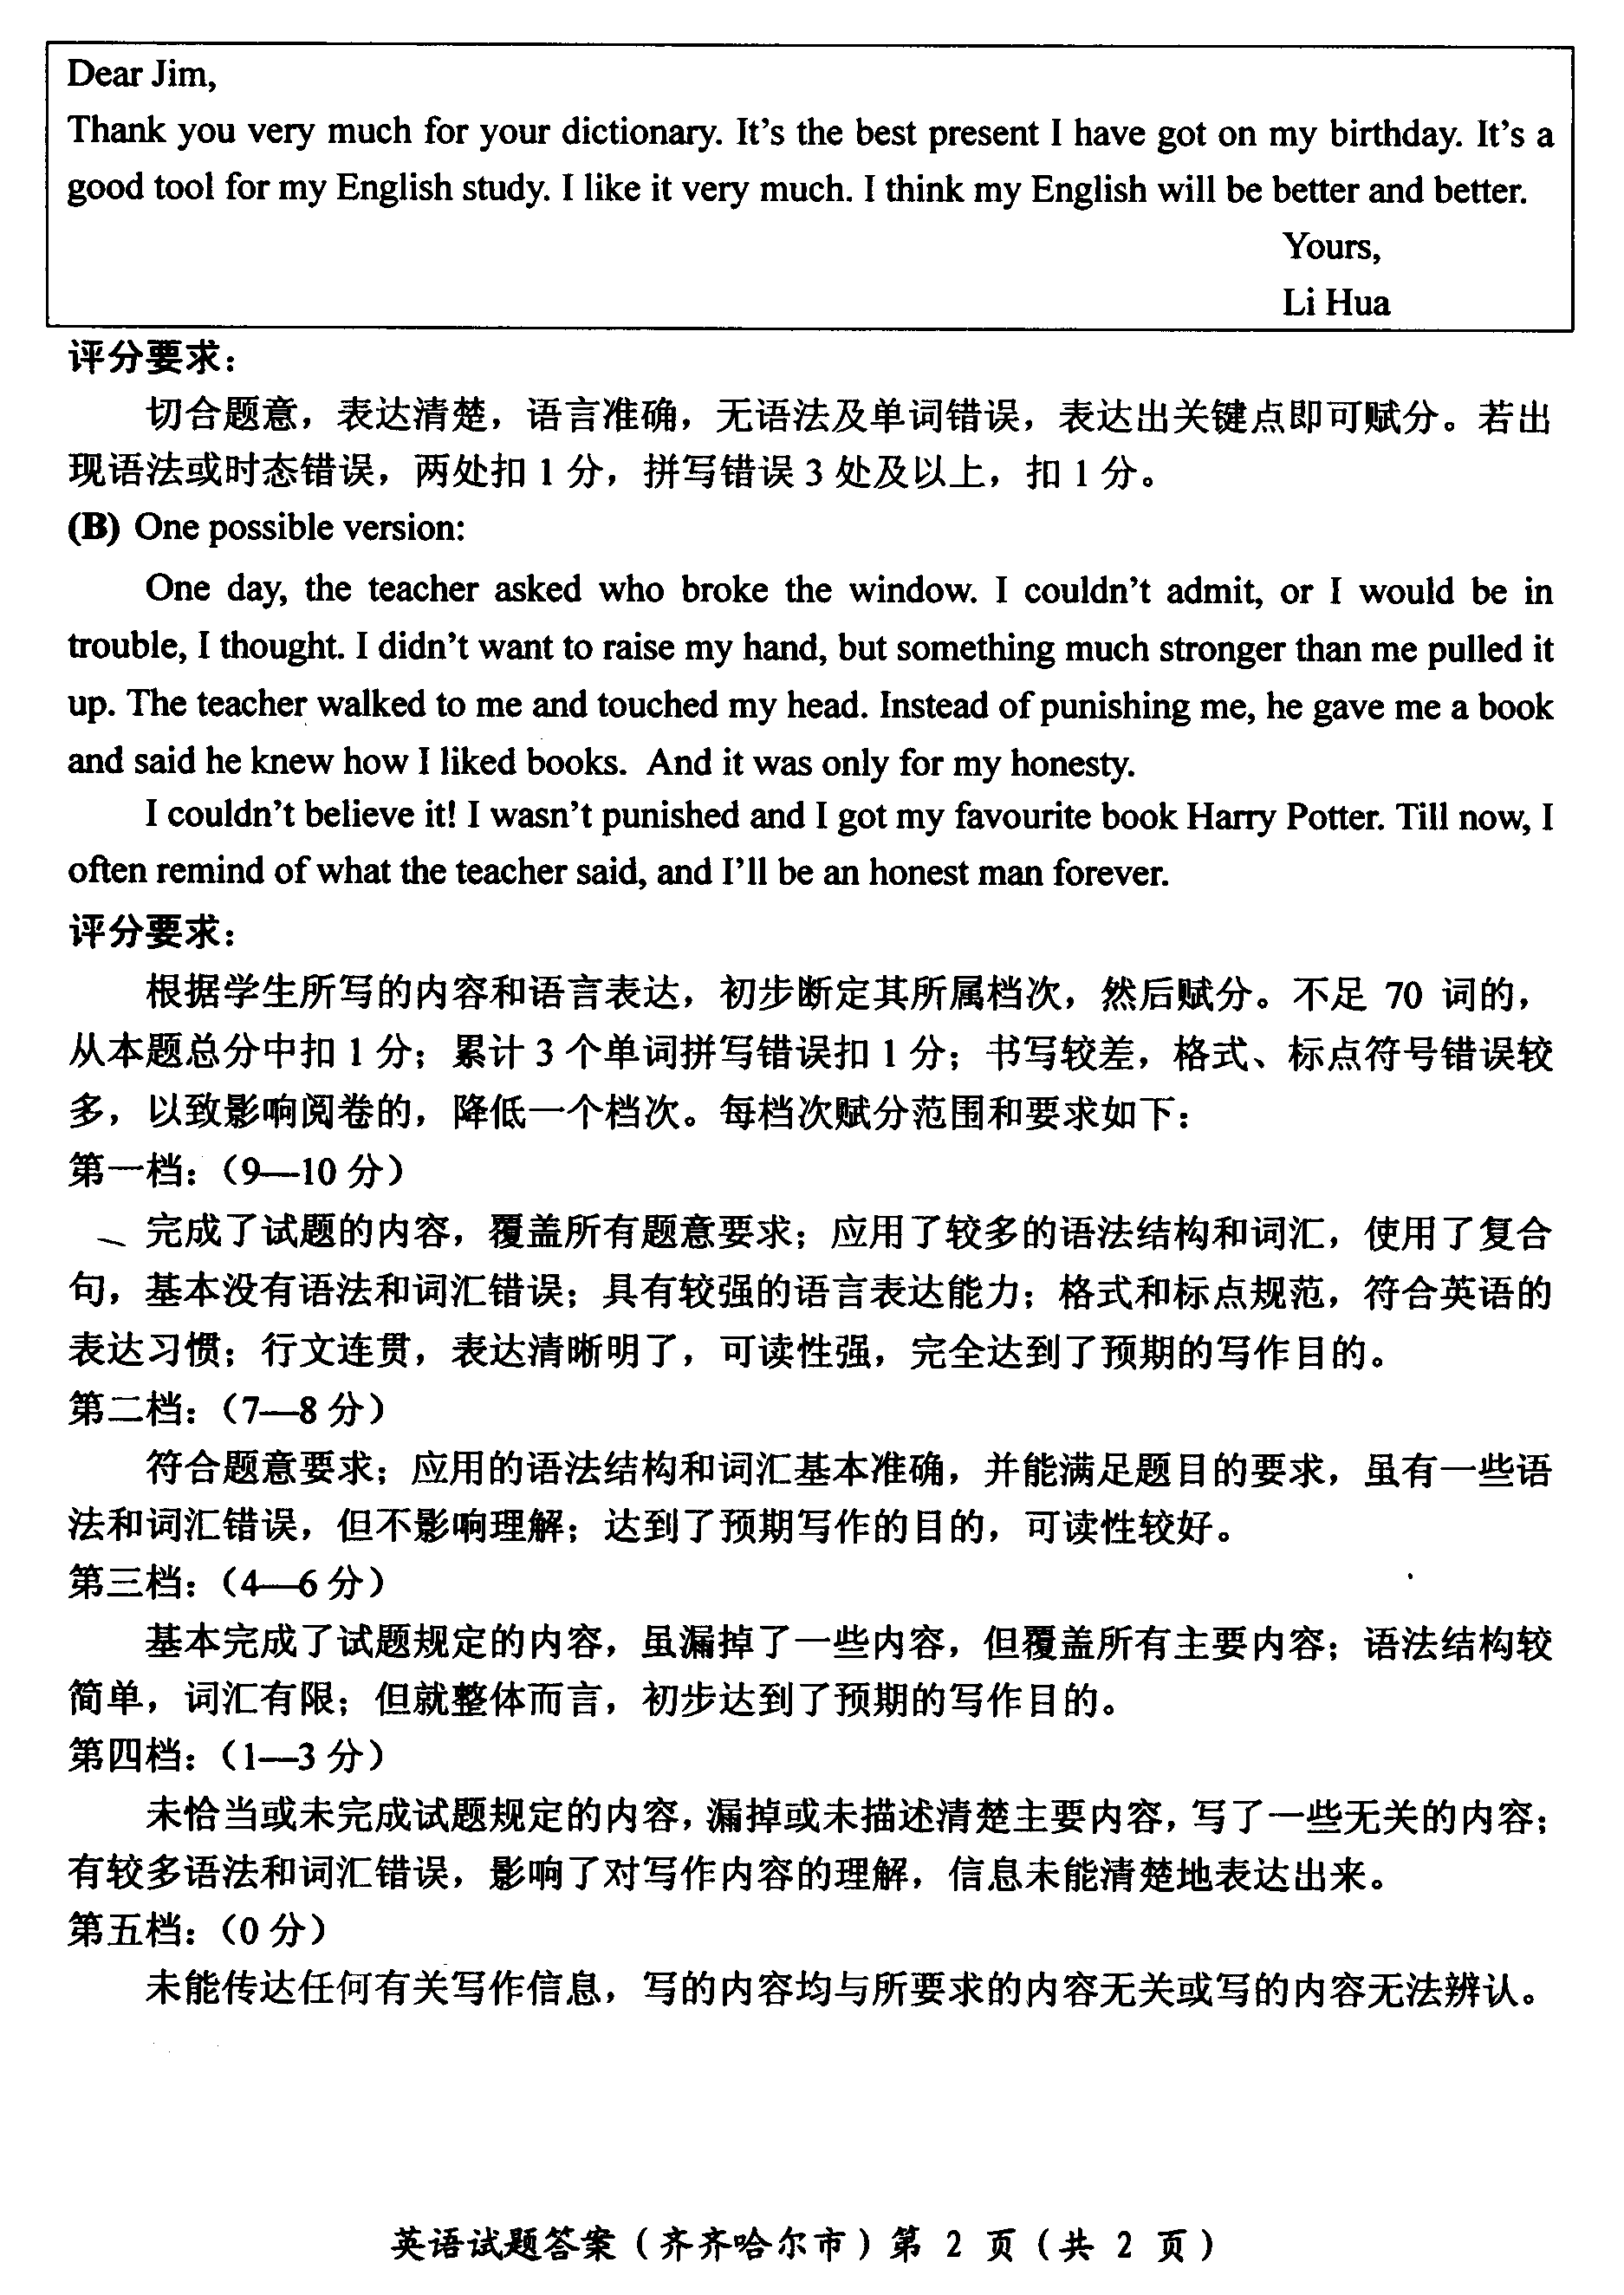 Dear Jim,
Thank you very much for your dictionary. It's the best present I have got on my birthday. It's a
good tool for my English study. I like it very much. I think my English will be better and better.
Yours,
Li Hua
评分要求：
切合题意，表达清楚，语言准确，无语法及单词错误，表达出关键点即可赋分。若出
现语法或时态错误，两处扣 1 分，拼写错误 3 处及以上，扣 1 分。
(B) One possible version:
One day, the teacher asked who broke the window. I couldn't admit, or I would be in
trouble, I thought. I didn't want to raise my hand, but something much stronger than me pulled it
up. The teacher walked to me and touched my head. Instead of punishing me, he gave me a book
and said he knew how I liked books. And it was only for my honesty.
I couldn't believe it! I wasn't punished and I got my favourite book Harry Potter. Till now, I
often remind of what the teacher said, and I'll be an honest man forever.
评分要求：
根据学生所写的内容和语言表达，初步断定其所属档次，然后赋分。不足 70 词的，
从本题总分中扣 1 分；累计 3 个单词拼写错误扣 1 分；书写较差，格式、标点符号错误较
多，以致影响阅卷的，降低一个档次。每档次赋分范围和要求如下：
第一档：（9—10 分）
完成了试题的内容，覆盖所有题意要求；应用了较多的语法结构和词汇，使用了复合
句，基本没有语法和词汇错误；具有较强的语言表达能力；格式和标点规范，符合英语的
表达习惯；行文连贯，表达清晰明了，可读性强，完全达到了预期的写作目的。
第二档：（7—8 分）
符合题意要求；应用的语法结构和词汇基本准确，并能满足题目的要求，虽有一些语
法和词汇错误，但不影响理解；达到了预期写作的目的，可读性较好。
第三档：（4—6 分）
基本完成了试题规定的内容，虽漏掉了一些内容，但覆盖所有主要内容；语法结构较
简单，词汇有限；但就整体而言，初步达到了预期的写作目的。
第四档：（1—3 分）
未恰当或未完成试题规定的内容，漏掉或未描述清楚主要内容，写了一些无关的内容；
有较多语法和词汇错误，影响了对写作内容的理解，信息未能清楚地表达出来。
第五档：（0 分）
未能传达任何有关写作信息，写的内容均与所要求的内容无关或写的内容无法辨认。
英语试题答案（齐齐哈尔市）第 2 页（共 2 页）